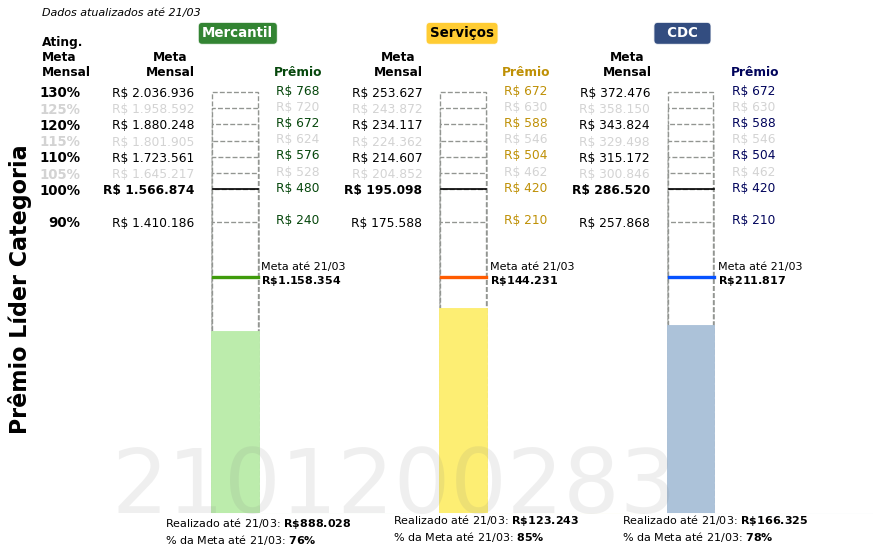 Dados atualizados até 21/03
Mercantil Serviços CDC
Ating. Meta Mensal Meta Mensal Prêmio Meta Mensal Prêmio Meta Mensal Prêmio
130% R$ 2.036.936 R$ 768 R$ 253.627 R$ 672 R$ 372.476 R$ 672
125% R$ 1.958.592 R$ 720 R$ 243.872 R$ 630 R$ 358.150 R$ 630
120% R$ 1.880.248 R$ 672 R$ 234.117 R$ 588 R$ 343.824 R$ 588
115% R$ 1.801.905 R$ 624 R$ 224.362 R$ 546 R$ 329.498 R$ 546
110% R$ 1.723.561 R$ 576 R$ 214.607 R$ 504 R$ 315.172 R$ 504
105% R$ 1.645.217 R$ 528 R$ 204.852 R$ 462 R$ 300.846 R$ 462
100% R$ 1.566.874 R$ 480 R$ 195.098 R$ 420 R$ 286.520 R$ 420
90% R$ 1.410.186 R$ 240 R$ 175.588 R$ 210 R$ 257.868 R$ 210
Meta até 21/03 Meta até 21/03 Meta até 21/03
R$1.158.354 R$144.231 R$211.817
Prêmio Líder Categoria
2101200283
Realizado até 21/03: R$888.028 Realizado até 21/03: R$123.243 Realizado até 21/03: R$166.325
% da Meta até 21/03: 76% % da Meta até 21/03: 85% % da Meta até 21/03: 78%